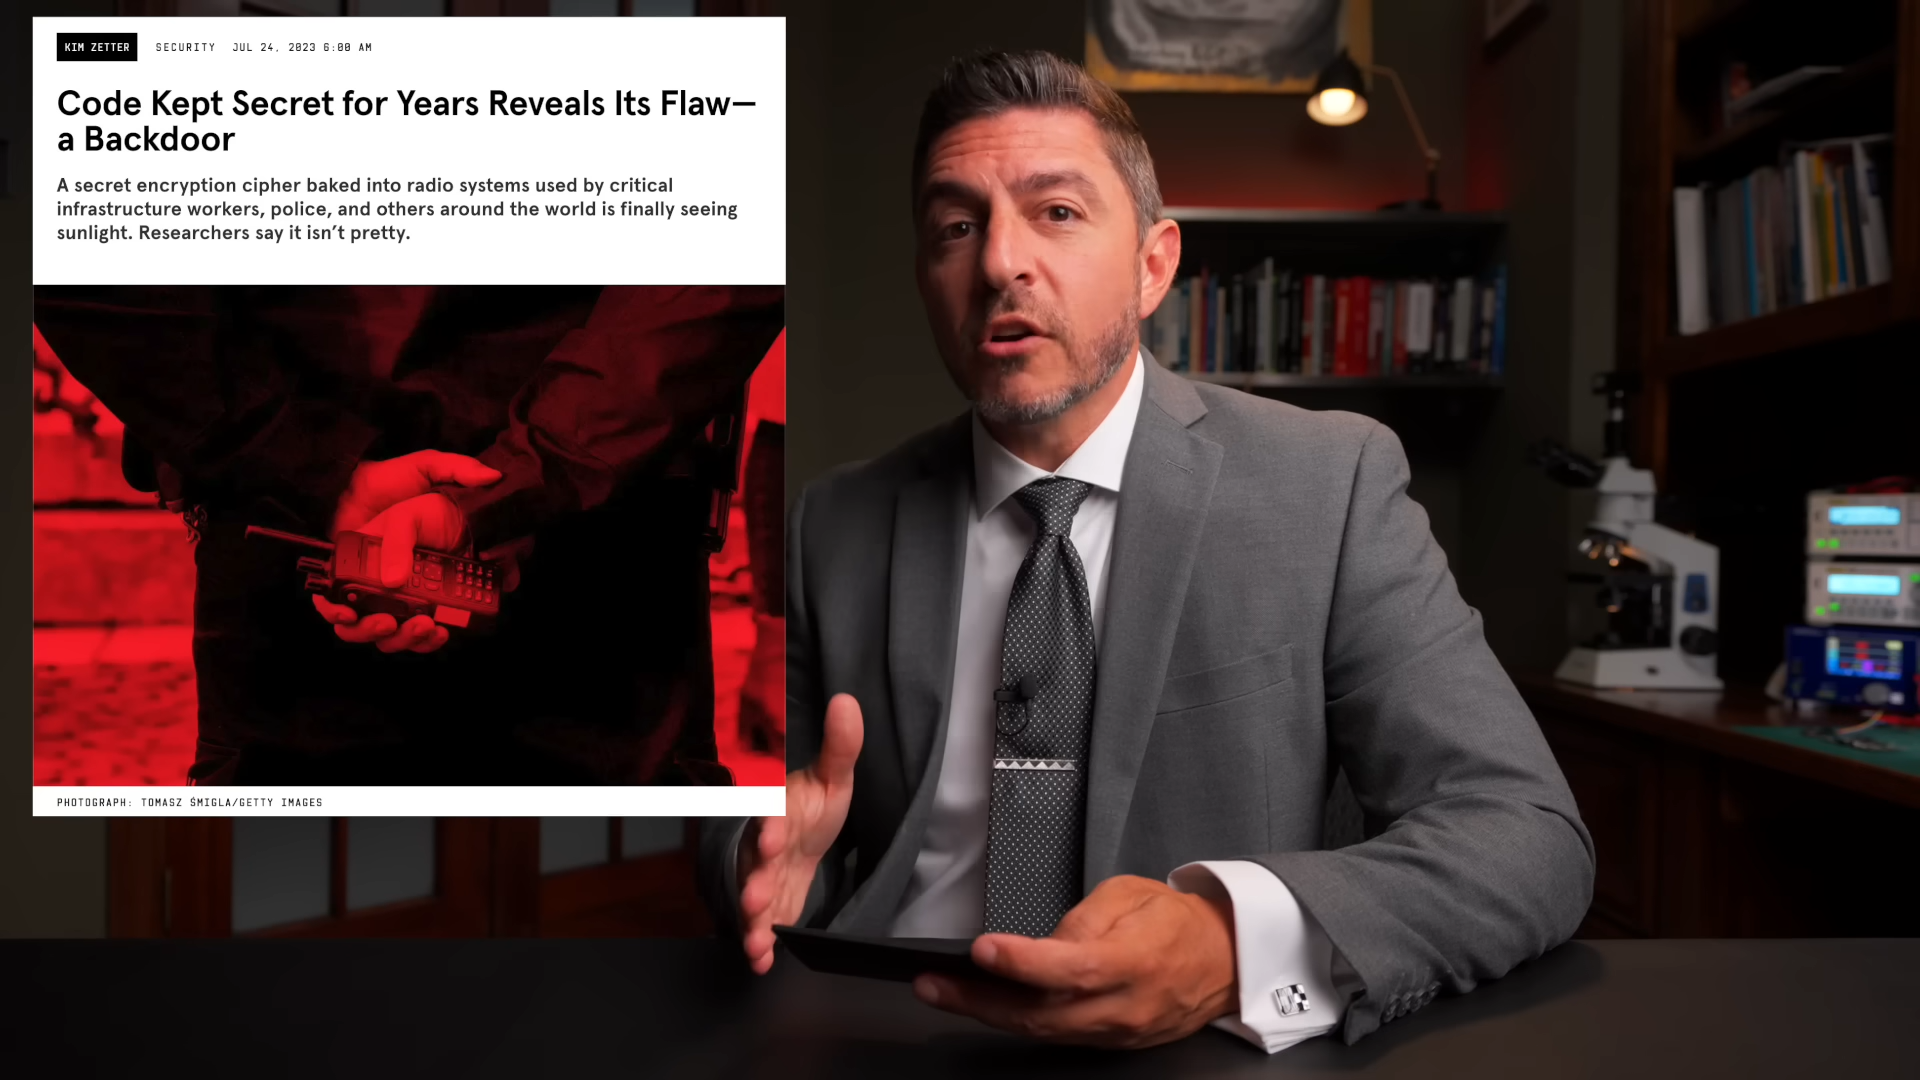 KIM ZETTER SECURITY JUL 24, 2023 6:00 AM
Code Kept Secret for Years Reveals Its Flaw—
a Backdoor
A secret encryption cipher baked into radio systems used by critical
infrastructure workers, police, and others around the world is finally seeing
sunlight. Researchers say it isn’t pretty.
PHOTOGRAPH: TOMASZ ŚMIGLA/GETTY IMAGES